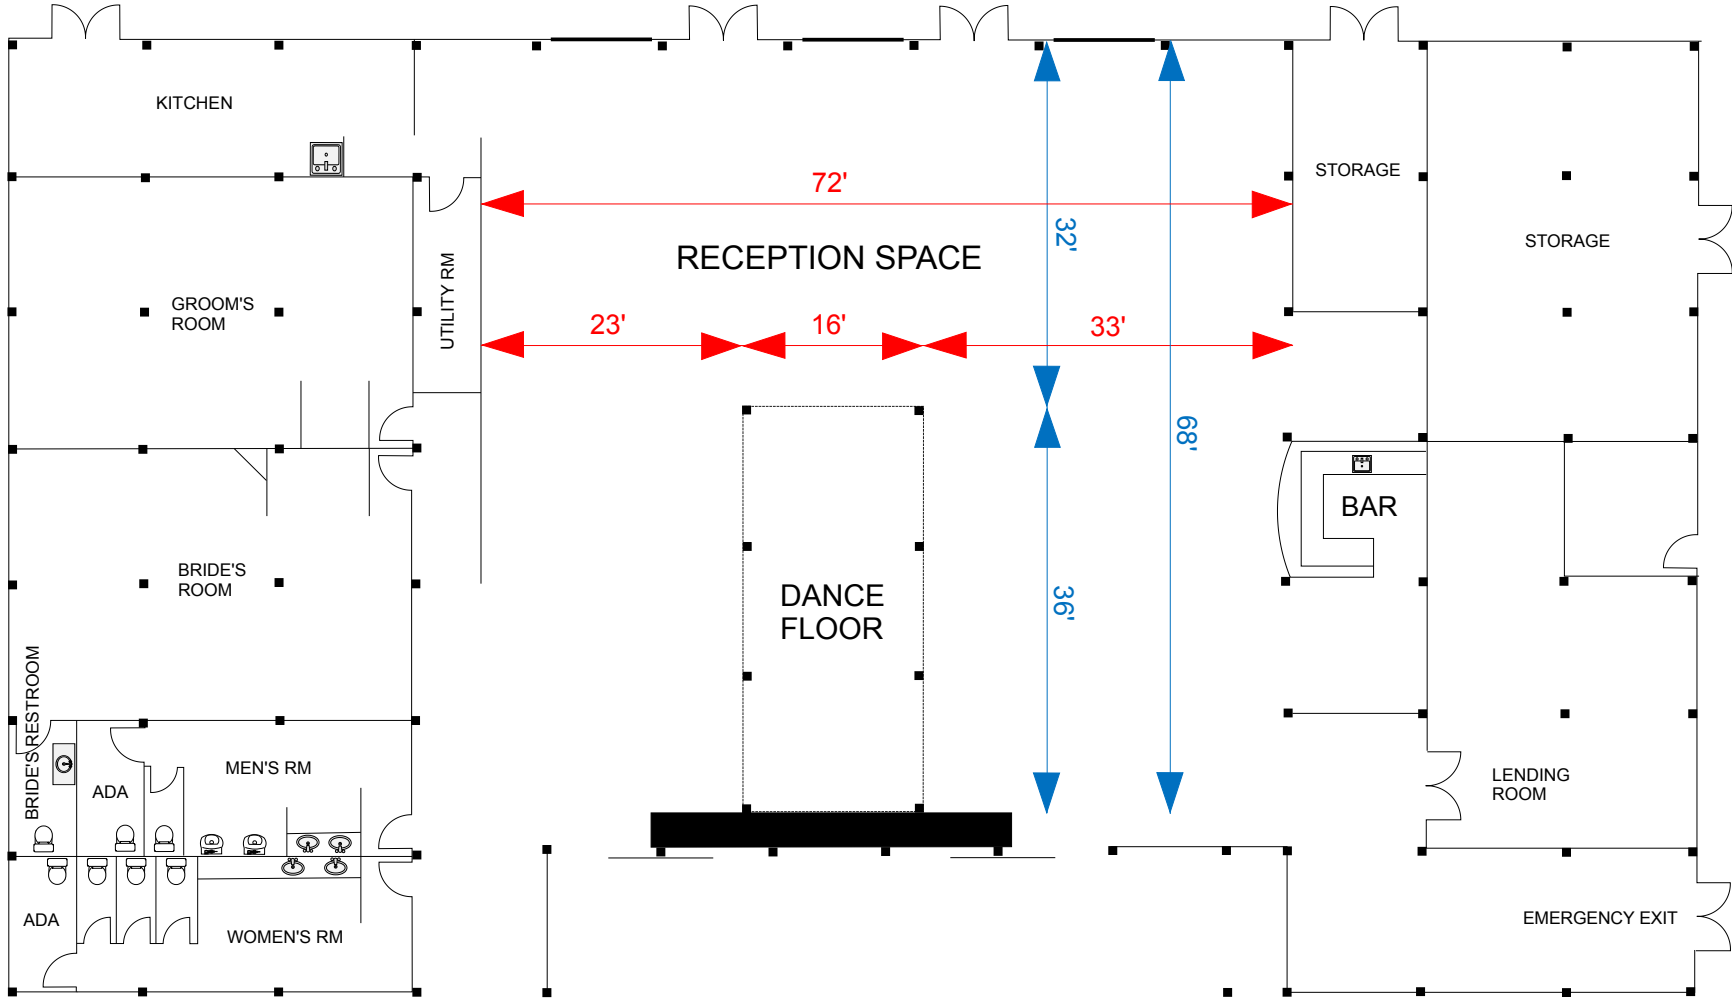 KITCHEN
STORAGE
72'
32'
STORAGE
RECEPTION SPACE
UTILITY RM
GROOM'S
ROOM
23'
16'
33'
68'
BAR
BRIDE'S
ROOM
DANCE
FLOOR
36'
BRIDE'S RESTROOM
MEN'S RM
ADA
LENDING
ROOM
ADA
WOMEN'S RM
EMERGENCY EXIT